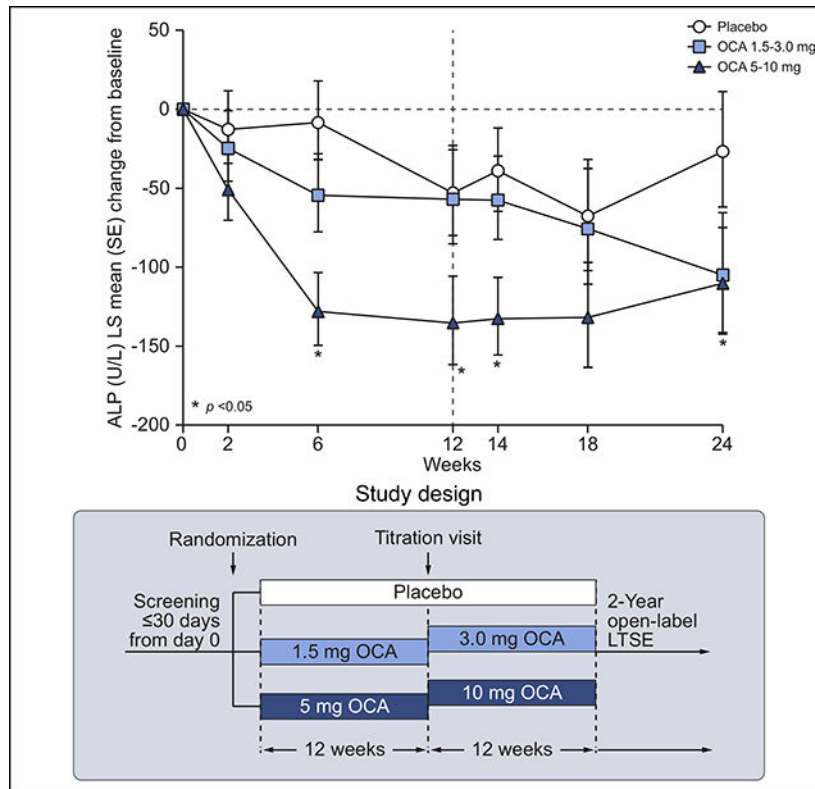 Placebo
OCA 1.5-3.0 mg
OCA 5-10 mg
ALP (U/L) LS mean (SE) change from baseline
50
0
-50
-100
-150
-200
*
*
*
*
* p <0.05
0 2 6 12 14 18 24
Weeks
Study design
Randomization
Titration visit
Screening
≤30 days
from day 0
Placebo
1.5 mg OCA
3.0 mg OCA
5 mg OCA
10 mg OCA
2-Year
open-label
LTSE
12 weeks
12 weeks